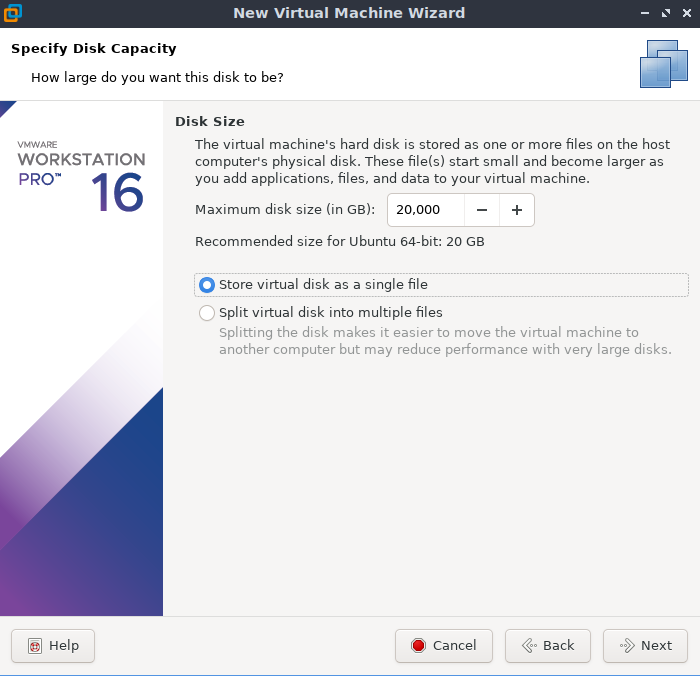 New Virtual Machine Wizard
Specify Disk Capacity
How large do you want this disk to be?
VMWARE
WORKSTATION
PRO™ 16
Disk Size
The virtual machine's hard disk is stored as one or more files on the host
computer's physical disk. These file(s) start small and become larger as
you add applications, files, and data to your virtual machine.
Maximum disk size (in GB): 20,000
Recommended size for Ubuntu 64-bit: 20 GB
Store virtual disk as a single file
Split virtual disk into multiple files
Splitting the disk makes it easier to move the virtual machine to
another computer but may reduce performance with very large disks.
Help Cancel Back Next